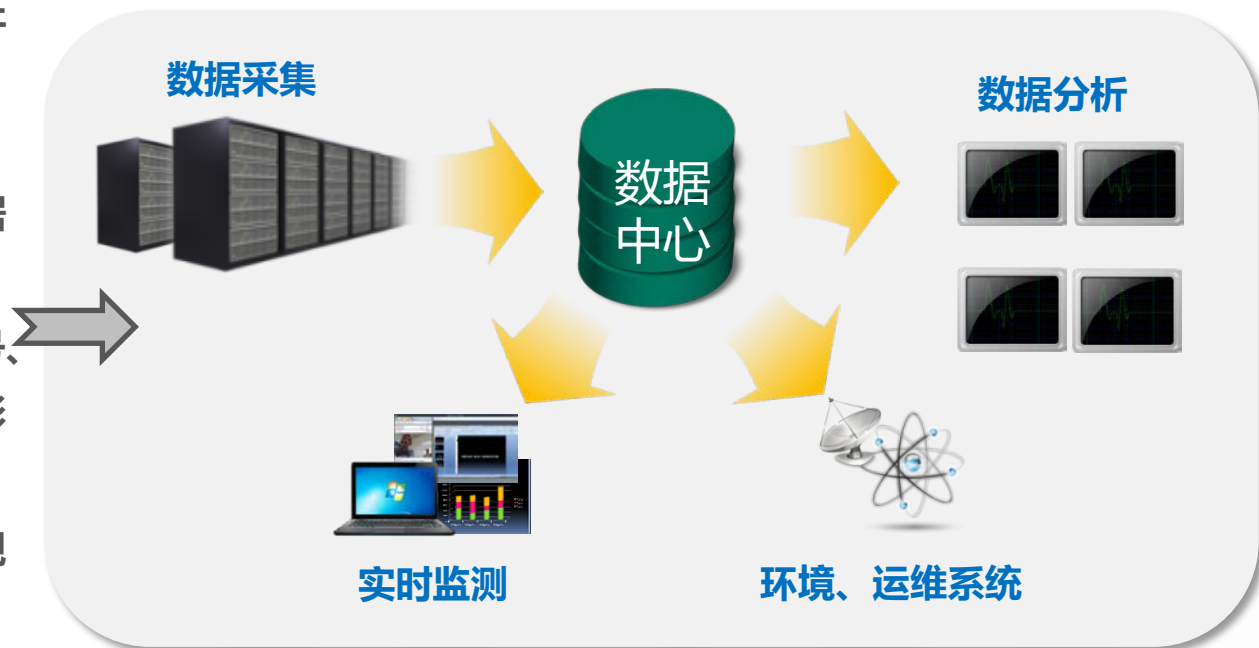 数据采集
数据分析
数据
中心
实时监测
环境、运维系统